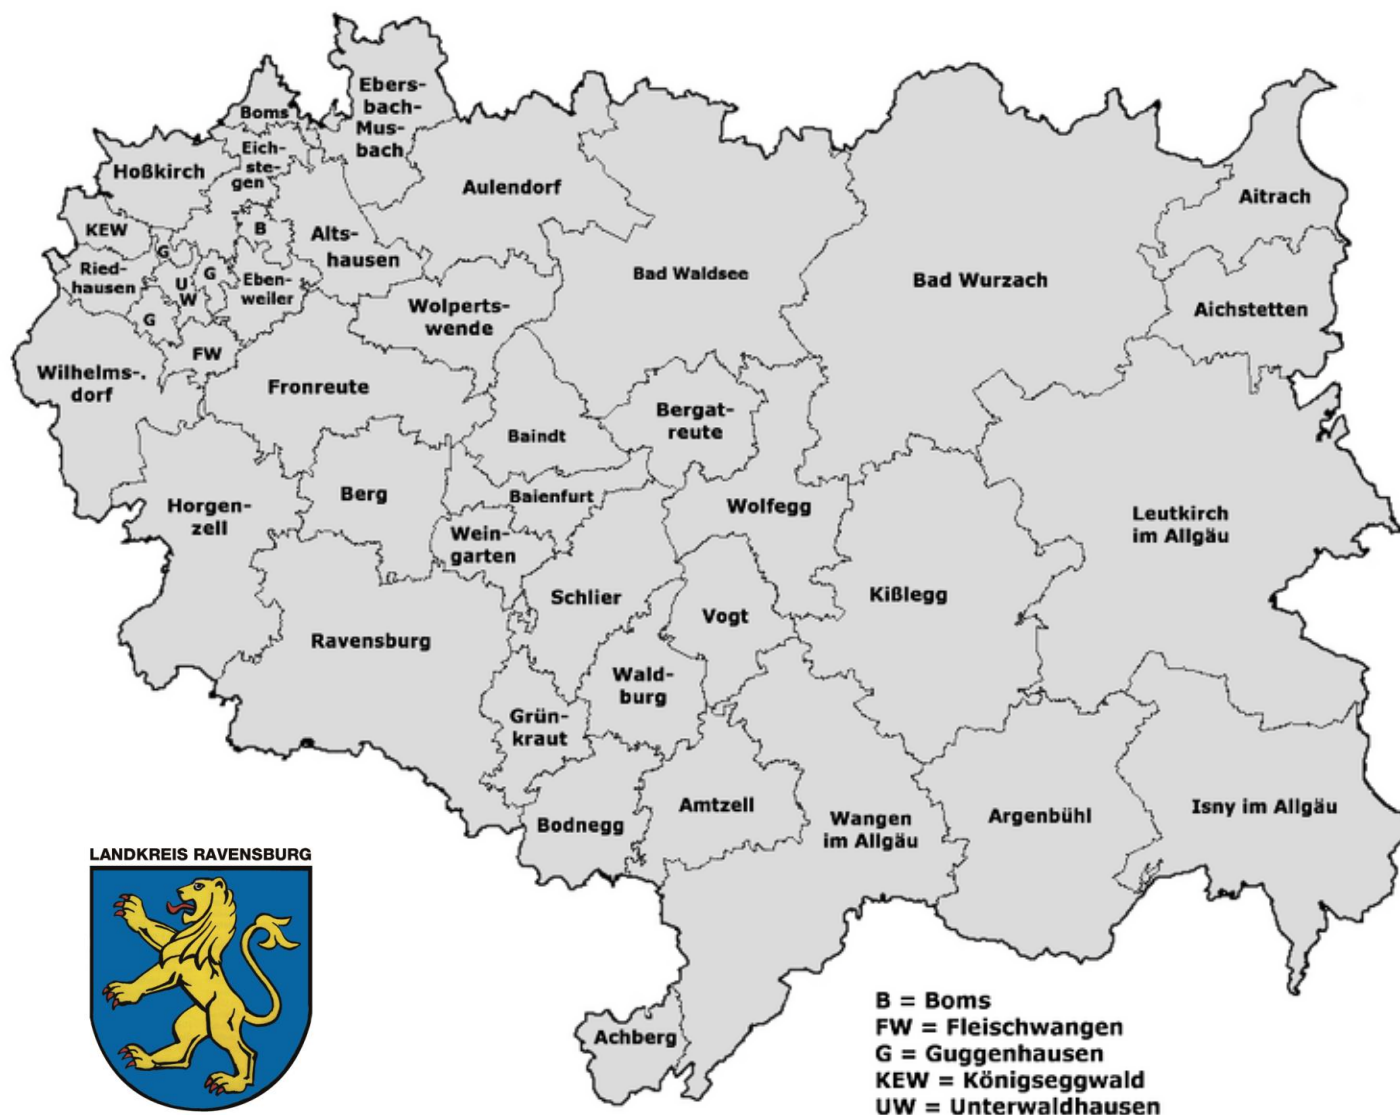 Ebers-
bach-
Mus-
bach
Boms
Eich-
ste-
gen
Hoßkirch
Aulendorf
Aitrach
KEW
B
Alts-
hausen
G
Ried-
hausen
U
W
G
Eben-
weiler
Bad Waldsee
Bad Wurzach
Aichstetten
G
Wolperts-
wende
FW
Wilhelms-.
dorf
Fronreute
Bergat-
reute
Baindt
Berg
Baienfurt
Horgen-
zell
Wolfegg
Leutkirch
im Allgäu
Wein-
garten
Schlier
Kißlegg
Vogt
Ravensburg
Wald-
burg
Grün-
kraut
Amtzell
Bodnegg
Wangen
im Allgäu
Argenbühl
Isny im Allgäu
LANDKREIS RAVENSBURG
Achberg
B = Boms
FW = Fleischwangen
G = Guggenhausen
KEW = Königseggwald
UW = Unterwaldhausen